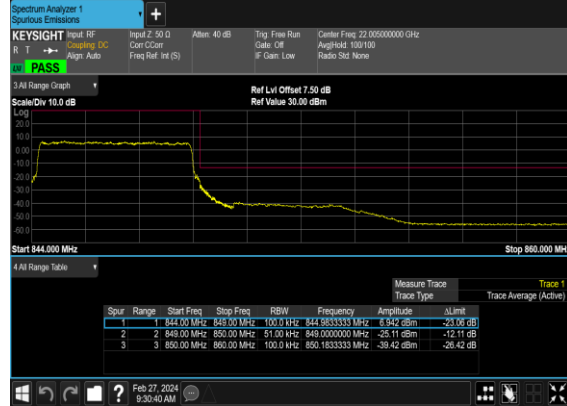 Spectrum Analyzer 1
Spurious Emissions
+
KEYSIGHT Input: RF Input Z: 50 Ω Atten: 40 dB Trig: Free Run Center Freq: 22.005000000 GHz
R T Coupling: DC Corr CCorr Gate: Off Avg|Hold: 100/100
Align: Auto Freq Ref: Int (S) IF Gain: Low Radio Std: None
PASS
3 All Range Graph
Ref Lvl Offset 7.50 dB
Scale/Div 10.0 dB Ref Value 30.00 dBm
Log
20.0
10.0
0.00
-10.0
-20.0
-30.0
-40.0
-50.0
-60.0
Start 844.000 MHz Stop 860.000 MHz
4 All Range Table
Measure Trace Trace 1
Trace Type Trace Average (Active)
Spur Range Start Freq Stop Freq RBW Frequency Amplitude ΔLimit
1 1 844.00 MHz 849.00 MHz 100.0 kHz 844.9833333 MHz 6.942 dBm -23.06 dB
2 2 849.00 MHz 850.00 MHz 51.00 kHz 849.0000000 MHz -25.11 dBm -12.11 dB
3 3 850.00 MHz 860.00 MHz 100.0 kHz 850.1833333 MHz -39.42 dBm -26.42 dB
? Feb 27, 2024
9:30:40 AM